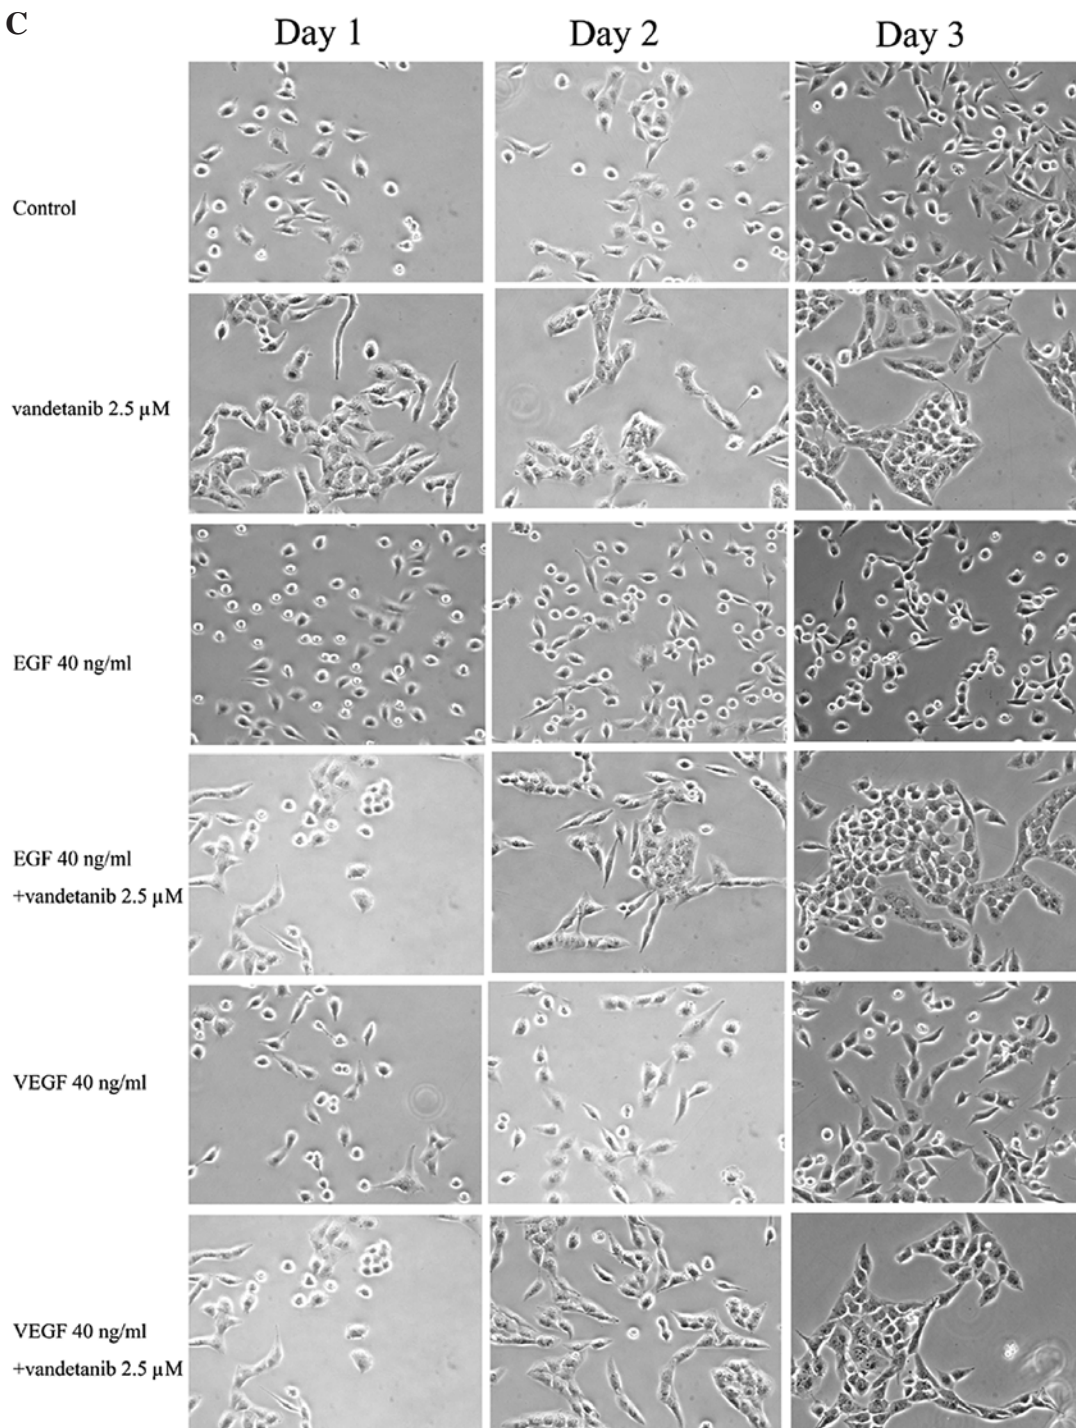 C
Day 1
Day 2
Day 3
Control
vandetanib 2.5 µM
EGF 40 ng/ml
EGF 40 ng/ml
+vandetanib 2.5 µM
VEGF 40 ng/ml
VEGF 40 ng/ml
+vandetanib 2.5 µM